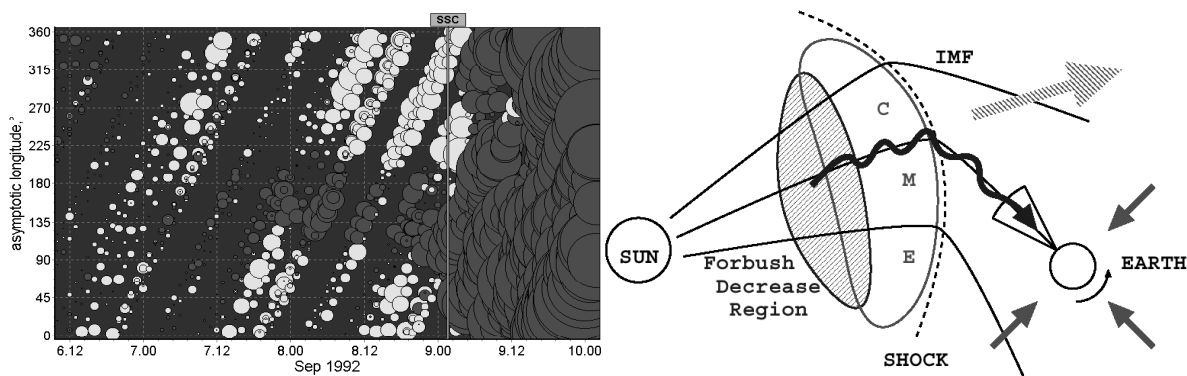 SSC
360
315
270
225
180
135
90
45
0
asymptotic longitude,°
6.12 7.00 7.12 8.00 8.12 9.00 9.12 10.00
Sep 1992
IMF
C
M
E
SUN
Forbush
Decrease
Region
EARTH
SHOCK